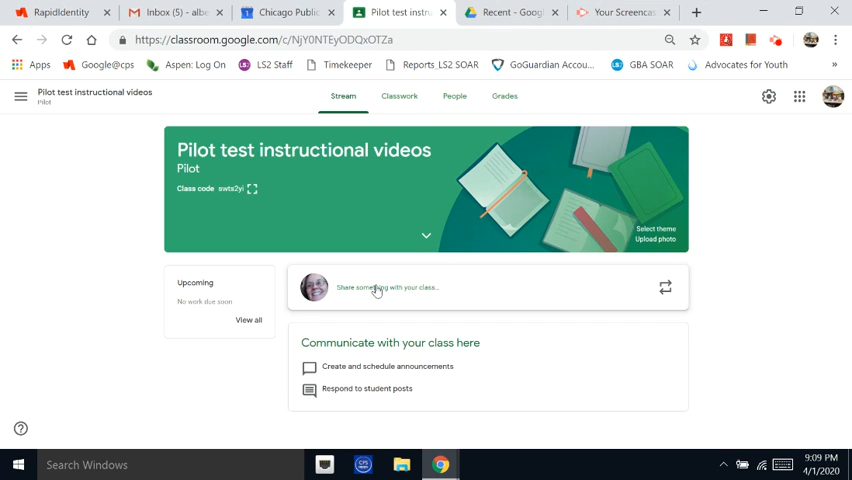 RapidIdentity
Inbox (5) - albe
Chicago Public
Pilot test instru
Recent - Googl
Your Screencas
https://classroom.google.com/c/NjY0NTEyODQxOTZa
Apps
Google@cps
Aspen: Log On
LS2 Staff
Timekeeper
Reports_LS2 SOAR
GoGuardian Accou...
GBA SOAR
Advocates for Youth
»
Pilot test instructional videos
Pilot
Stream
Classwork
People
Grades
Pilot test instructional videos
Pilot
Class code awts2yi
Select theme
Upload photo
Upcoming
No work due soon
View all
Share something with your class...
Communicate with your class here
Create and schedule announcements
Respond to student posts
Search Windows
CPS
9:09 PM
4/1/2020